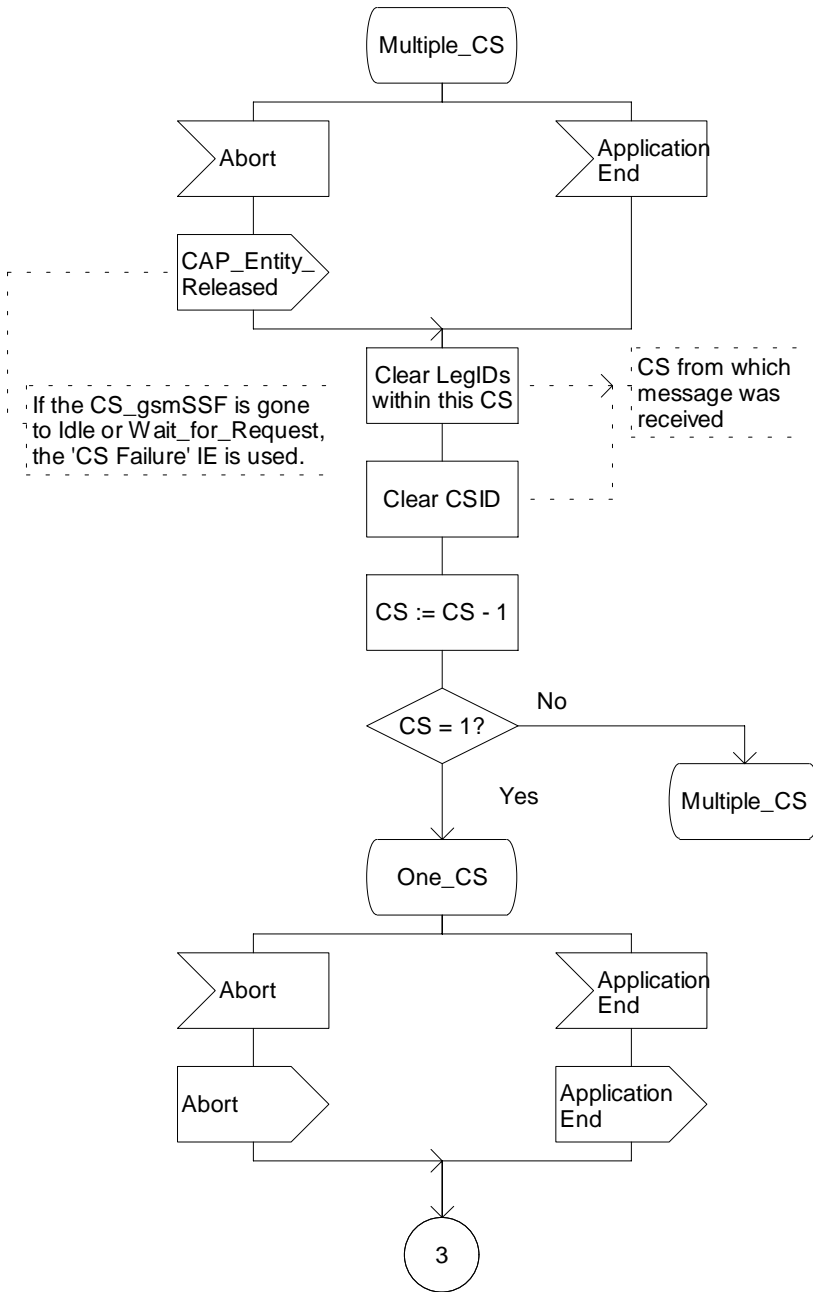 Multiple_CS
Abort
Application
End
CAP_Entity_
Released
Clear LegIDs
within this CS
CS from which
message was
received
If the CS_gsmSSF is gone
to Idle or Wait_for_Request,
the 'CS Failure' IE is used.
Clear CSID
CS := CS - 1
CS = 1?
No
Yes
Multiple_CS
One_CS
Abort
Application
End
Abort
Application
End
3